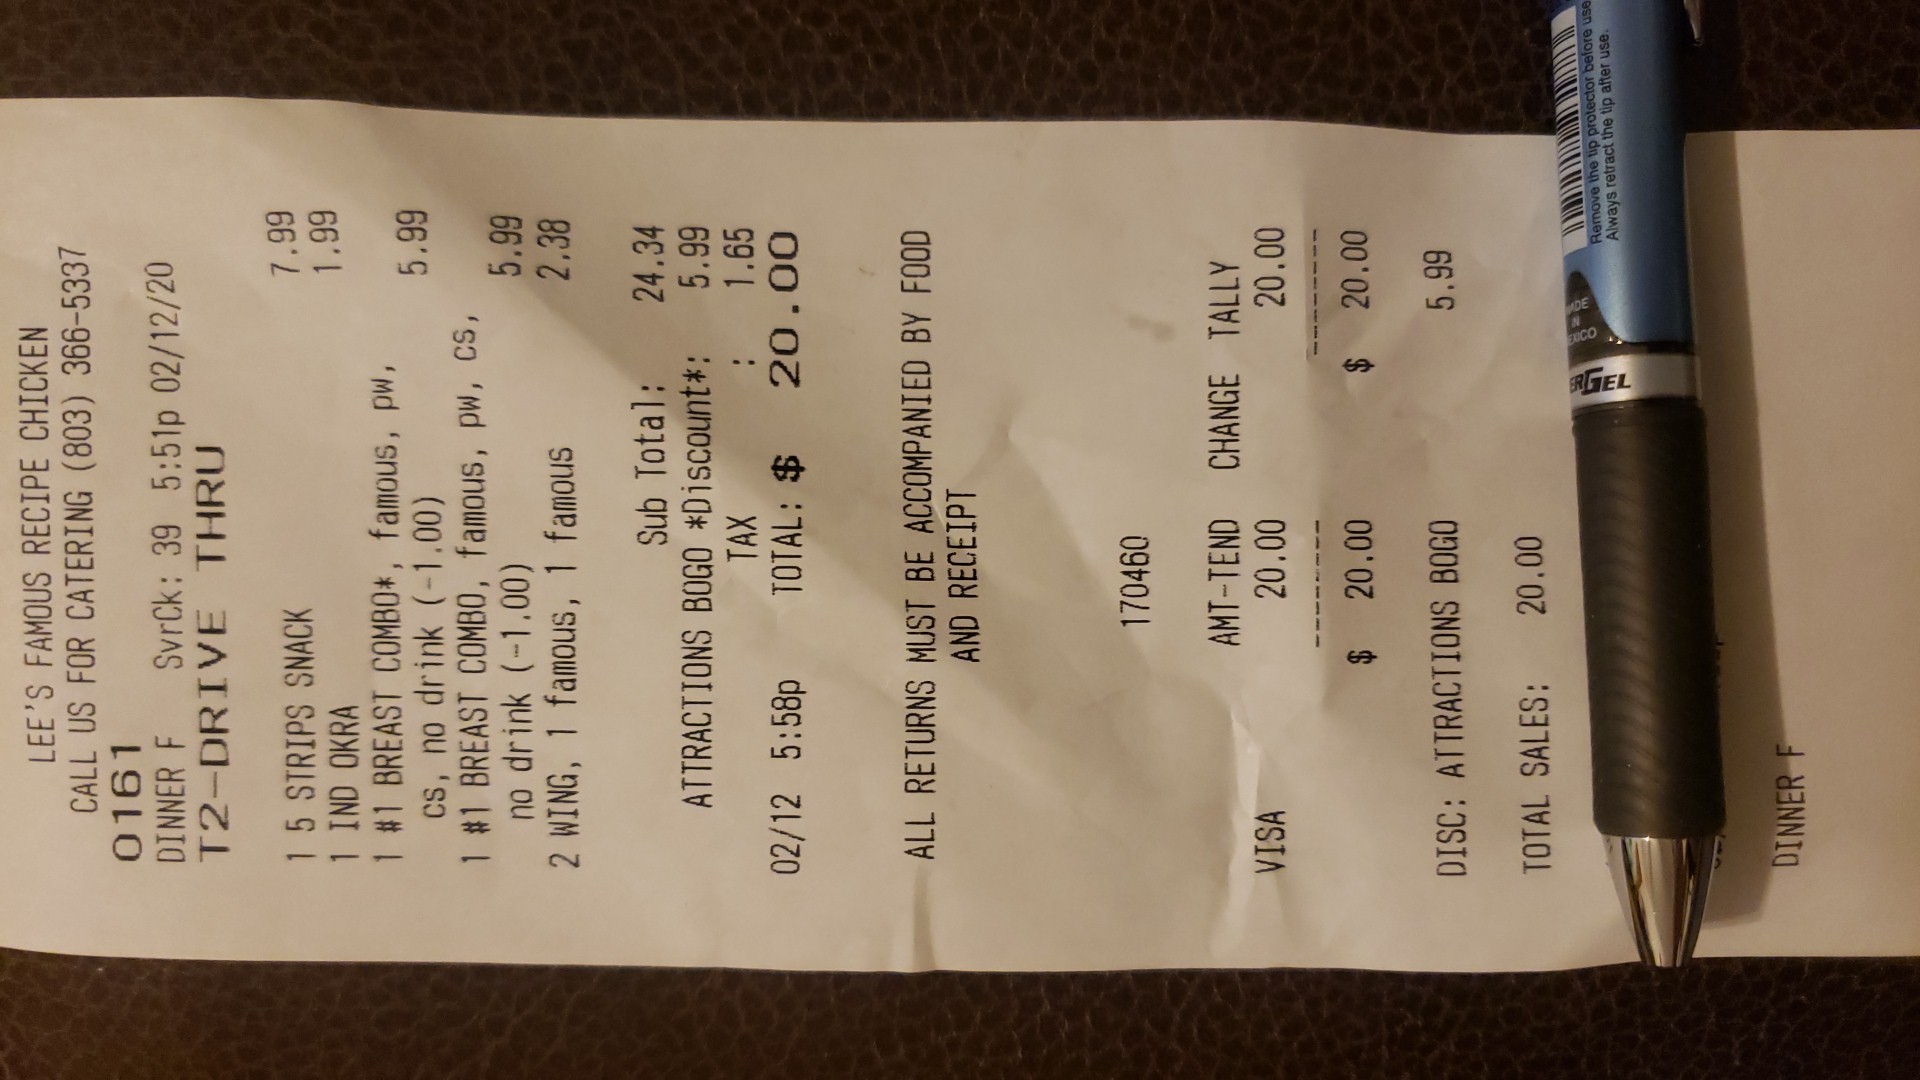 LEE'S FAMOUS RECIPE CHICKEN
CALL US FOR CATERING (803) 366-5337
0161
DINNER F SvrCk: 39 5:51p 02/12/20
T2-DRIVE THRU
1 5 STRIPS SNACK 7.99
1 IND OKRA 1.99
1 #1 BREAST COMBO*, famous, pw,
cs, no drink (-1.00) 5.99
1 #1 BREAST COMBO, famous, pw, cs,
no drink (-1.00) 5.99
2 WING, 1 famous, 1 famous 2.38
Sub Total: 24.34
ATTRACTIONS BOGO *Discount*: 5.99
TAX : 1.65
02/12 5:58p TOTAL: $ 20.00
ALL RETURNS MUST BE ACCOMPANIED BY FOOD
AND RECEIPT
170460
AMT-TEND CHANGE TALLY
VISA 20.00 20.00
-------- --------
$ 20.00 $ 20.00
DISC: ATTRACTIONS BOGO 5.99
TOTAL SALES: 20.00
DINNER F
Remove the tip protector before use
Always retract the tip after use.
MADE
IN
MEXICO
ERGEL